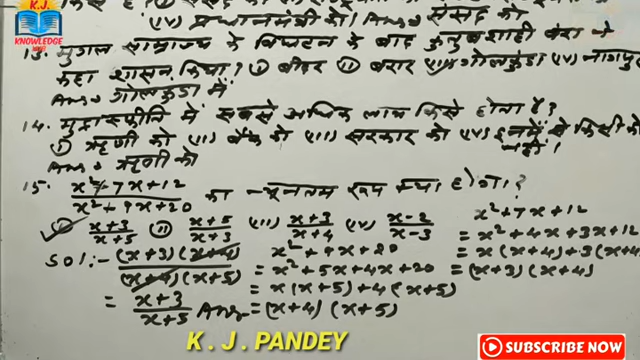 K.J.
KNOWLEDGE
(iv) प्रधानमंत्री को। Ans → संसद को
13. मुगल साम्राज्य के विघटन के बाद कुतुबशाही वंश ने
कहा शासन किया? (i) बीदर (ii) बरार (iii) गोलकुंडा (iv) नागपुर
Ans → गोलकुंडा में
14. मुद्रास्फीति में सबसे अधिक लाभ किसे होता है?
(i) ऋणी को (ii) बैंक को (iii) सरकार को (iv) इनमें से किसी को नहीं।
Ans → ऋणी को
15. x²+7x+12 / x²+9x+20 का न्यूनतम रूप क्या होगा?
(i) x+3 / x+5 (ii) x+5 / x+3 (iii) x+3 / x+4 (iv) x-2 / x-3
Sol:- (x+3)(x+4) / (x+4)(x+5)
= x+3 / x+5 Ans
x²+9x+20
= x²+5x+4x+20
= x(x+5)+4(x+5)
= (x+4)(x+5)
x²+7x+12
= x²+4x+3x+12
= x(x+4)+3(x+4
= (x+3)(x+4)
K. J. PANDEY
SUBSCRIBE NOW